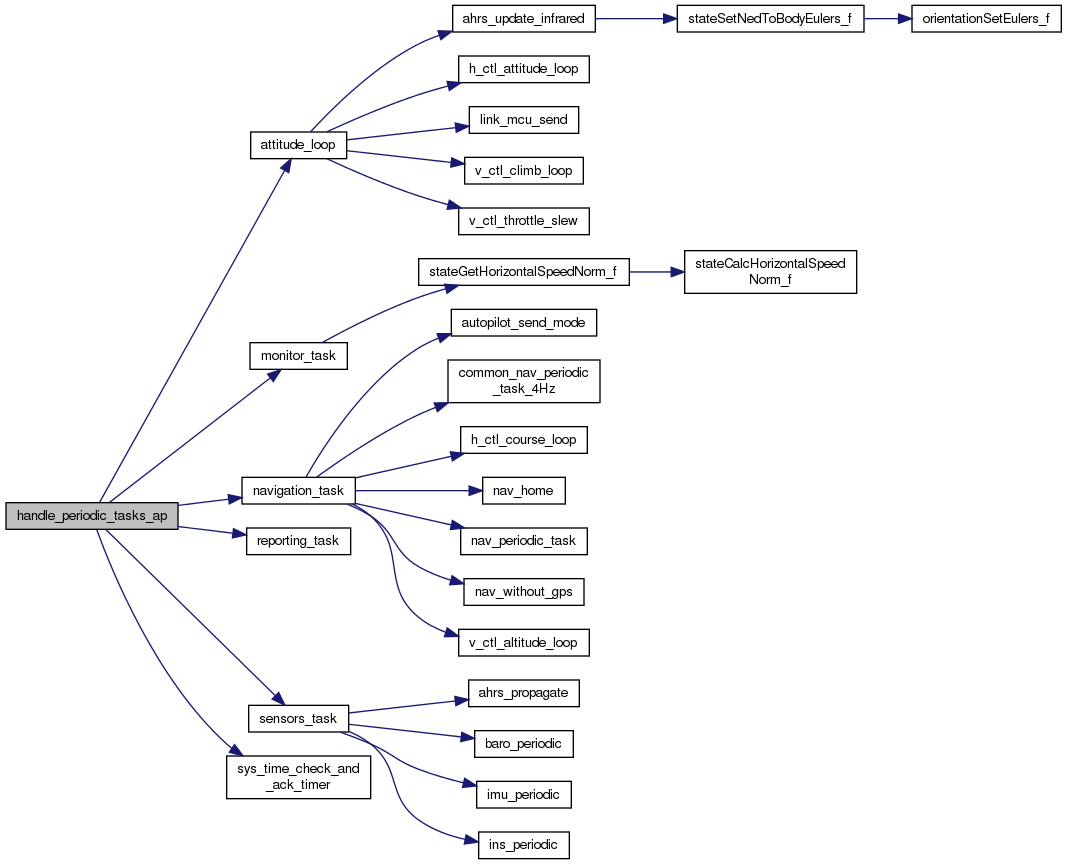 ahrs_update_infrared
stateSetNedToBodyEulers_f
orientationSetEulers_f
h_ctl_attitude_loop
link_mcu_send
attitude_loop
v_ctl_climb_loop
v_ctl_throttle_slew
stateGetHorizontalSpeedNorm_f
stateCalcHorizontalSpeed
Norm_f
autopilot_send_mode
monitor_task
common_nav_periodic
_task_4Hz
h_ctl_course_loop
navigation_task
nav_home
handle_periodic_tasks_ap
reporting_task
nav_periodic_task
nav_without_gps
v_ctl_altitude_loop
ahrs_propagate
sensors_task
baro_periodic
sys_time_check_and
_ack_timer
imu_periodic
ins_periodic